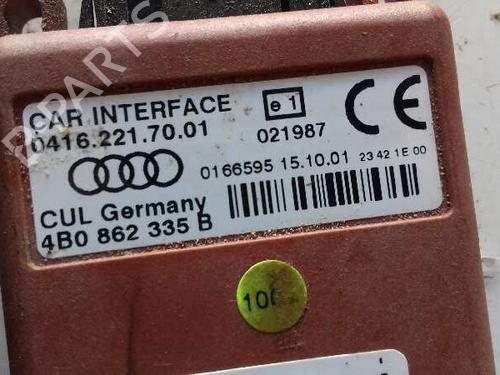 B PARTS
CAR INTERFACE
e 1
CE
0416.221.70.01
021987
0166595 15.10.01 23 42 1E 00
CUL Germany
4B0 862 335 B